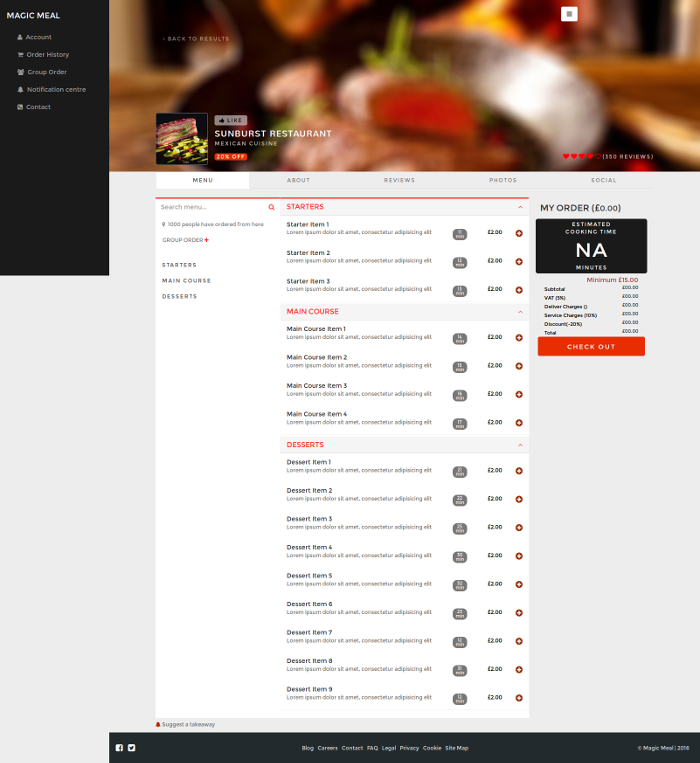 MAGIC MEAL
Account
Order History
Group Order
Notification centre
Contact
BACK TO RESULTS
LIKE
SUNBURST RESTAURANT
MEXICAN CUISINE
20% OFF
(350 REVIEWS)
MENU ABOUT REVIEWS PHOTOS SOCIAL
Search menu...
1000 people have ordered from here
GROUP ORDER
STARTERS
MAIN COURSE
DESSERTS
STARTERS
Starter Item 1
Lorem ipsum dolor sit amet, consectetur adipisicing elit
min £2.00
Starter Item 2
Lorem ipsum dolor sit amet, consectetur adipisicing elit
min £2.00
Starter Item 3
Lorem ipsum dolor sit amet, consectetur adipisicing elit
min £2.00
MAIN COURSE
Main Course Item 1
Lorem ipsum dolor sit amet, consectetur adipisicing elit
14 min £2.00
Main Course Item 2
Lorem ipsum dolor sit amet, consectetur adipisicing elit
15 min £2.00
Main Course Item 3
Lorem ipsum dolor sit amet, consectetur adipisicing elit
16 min £2.00
Main Course Item 4
Lorem ipsum dolor sit amet, consectetur adipisicing elit
17 min £2.00
DESSERTS
Dessert Item 1
Lorem ipsum dolor sit amet, consectetur adipisicing elit
min £2.00
Dessert Item 2
Lorem ipsum dolor sit amet, consectetur adipisicing elit
min £2.00
Dessert Item 3
Lorem ipsum dolor sit amet, consectetur adipisicing elit
min £2.00
Dessert Item 4
Lorem ipsum dolor sit amet, consectetur adipisicing elit
min £2.00
Dessert Item 5
Lorem ipsum dolor sit amet, consectetur adipisicing elit
min £2.00
Dessert Item 6
Lorem ipsum dolor sit amet, consectetur adipisicing elit
min £2.00
Dessert Item 7
Lorem ipsum dolor sit amet, consectetur adipisicing elit
min £2.00
Dessert Item 8
Lorem ipsum dolor sit amet, consectetur adipisicing elit
min £2.00
Dessert Item 9
Lorem ipsum dolor sit amet, consectetur adipisicing elit
min £2.00
MY ORDER (£0.00)
ESTIMATED
COOKING TIME
NA
MINUTES
Minimum £15.00
Subtotal £00.00
VAT (5%) £00.00
Deliver Charges () £00.00
Service Charges (10%) £00.00
Discount(-20%) £00.00
Total £00.00
CHECK OUT
Suggest a takeaway
Blog Careers Contact FAQ Legal Privacy Cookie Site Map
© Magic Meal | 2016